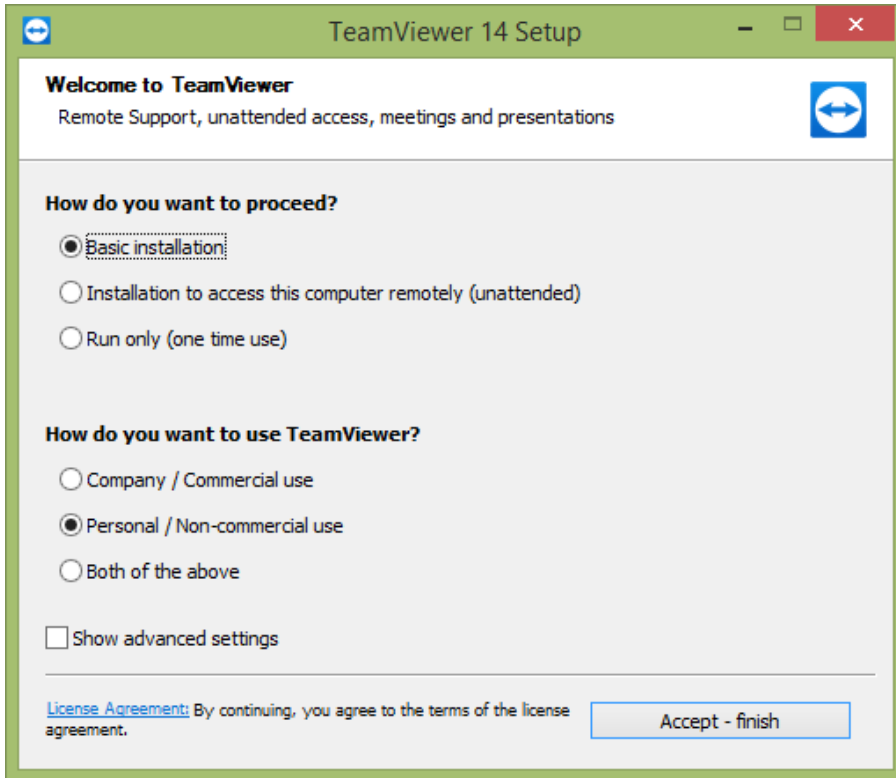 TeamViewer 14 Setup
Welcome to TeamViewer
Remote Support, unattended access, meetings and presentations
How do you want to proceed?
Basic installation
Installation to access this computer remotely (unattended)
Run only (one time use)
How do you want to use TeamViewer?
Company / Commercial use
Personal / Non-commercial use
Both of the above
Show advanced settings
License Agreement: By continuing, you agree to the terms of the license
agreement.
Accept - finish